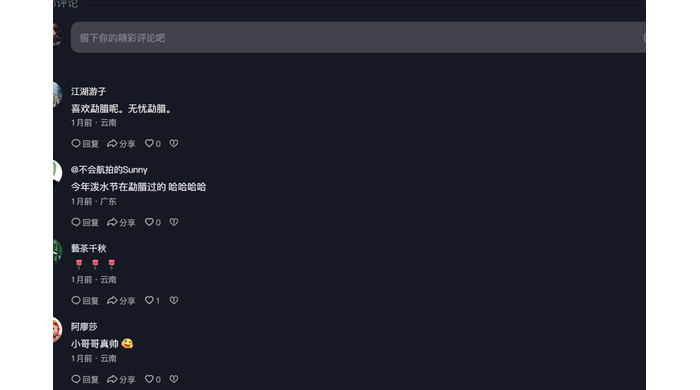 评论
留下你的精彩评论吧
江湖游子
喜欢勐腊呢。无忧勐腊。
1月前 · 云南
回复 分享 0
@不会航拍的Sunny
今年泼水节在勐腊过的 哈哈哈哈
1月前 · 广东
回复 分享 0
藝茶千秋
🌹 🌹 🌹
1月前 · 云南
回复 分享 1
阿廖莎
小哥哥真帅 😋
1月前 · 云南
回复 分享 0